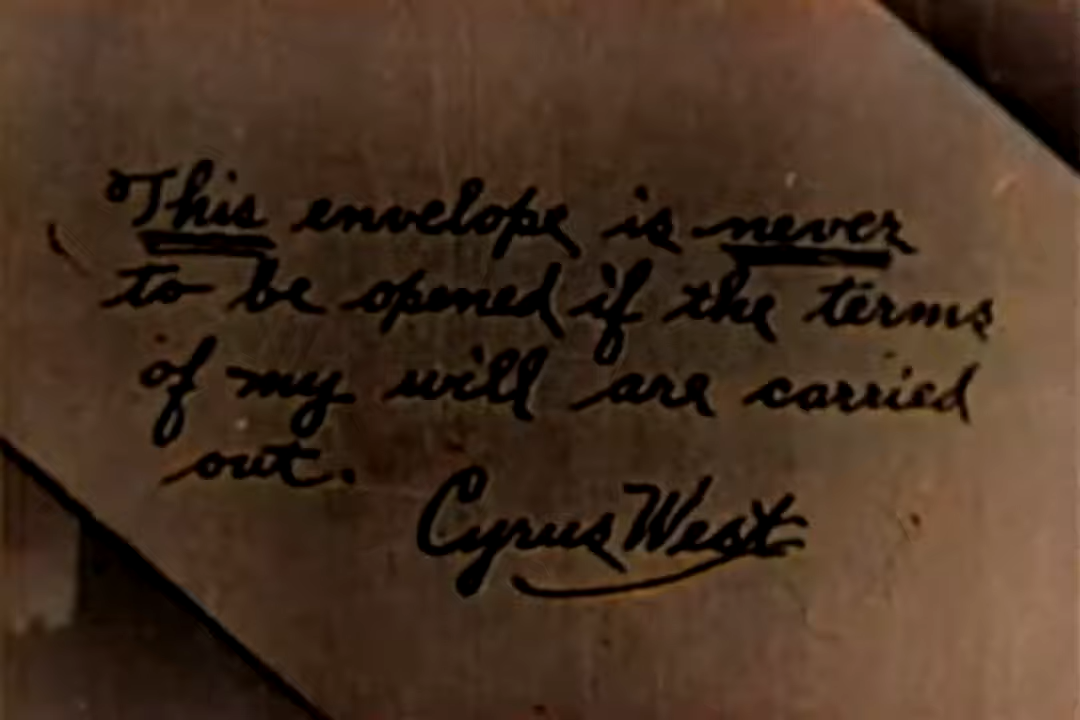 This envelope is never
to be opened if the terms
of my will are carried
out.
Cyrus West